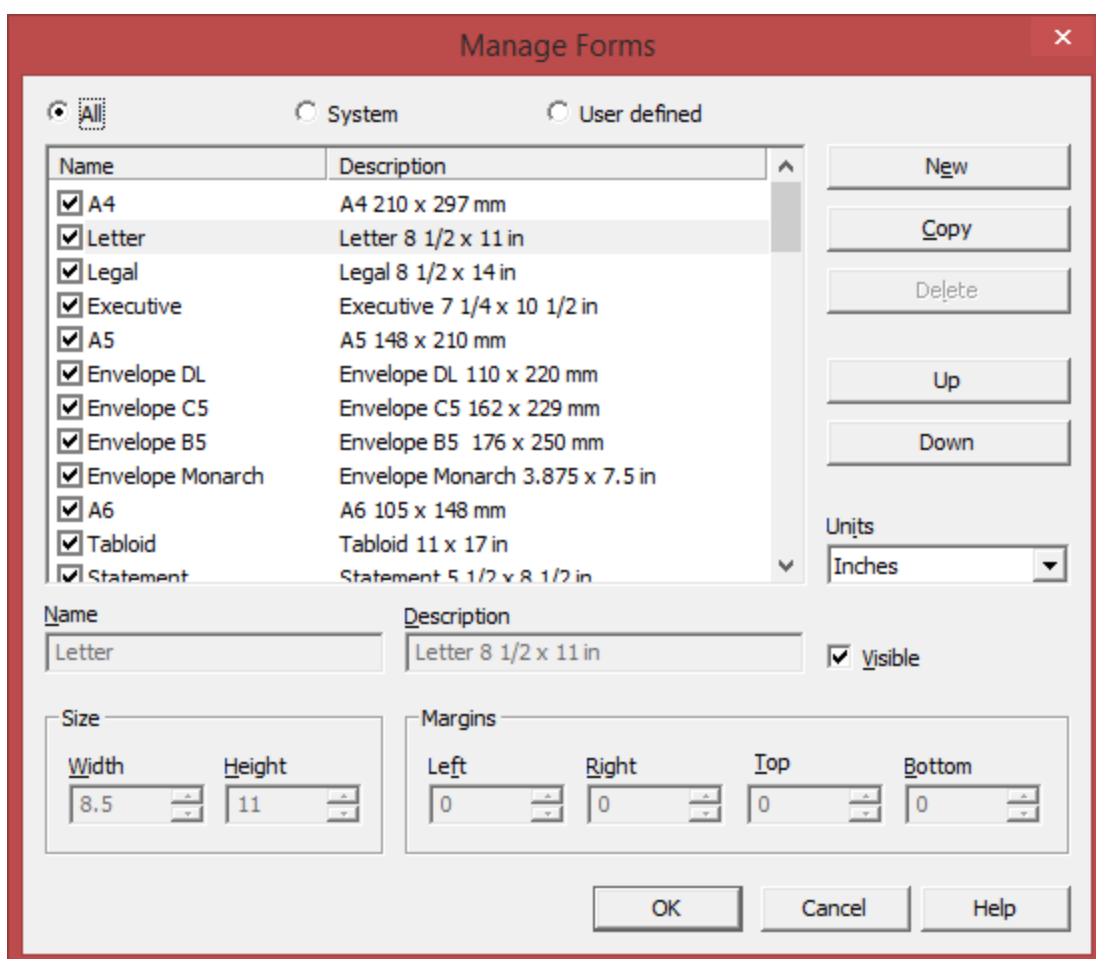 Manage Forms
All System User defined
Name Description
A4 A4 210 x 297 mm
Letter Letter 8 1/2 x 11 in
Legal Legal 8 1/2 x 14 in
Executive Executive 7 1/4 x 10 1/2 in
A5 A5 148 x 210 mm
Envelope DL Envelope DL 110 x 220 mm
Envelope C5 Envelope C5 162 x 229 mm
Envelope B5 Envelope B5  176 x 250 mm
Envelope Monarch Envelope Monarch 3.875 x 7.5 in
A6 A6 105 x 148 mm
Tabloid Tabloid 11 x 17 in
Statement Statement 5 1/2 x 8 1/2 in
New
Copy
Delete
Up
Down
Units
Inches
Name Description
Letter Letter 8 1/2 x 11 in
Visible
Size
Width Height
8.5 11
Margins
Left Right Top Bottom
0 0 0 0
OK Cancel Help